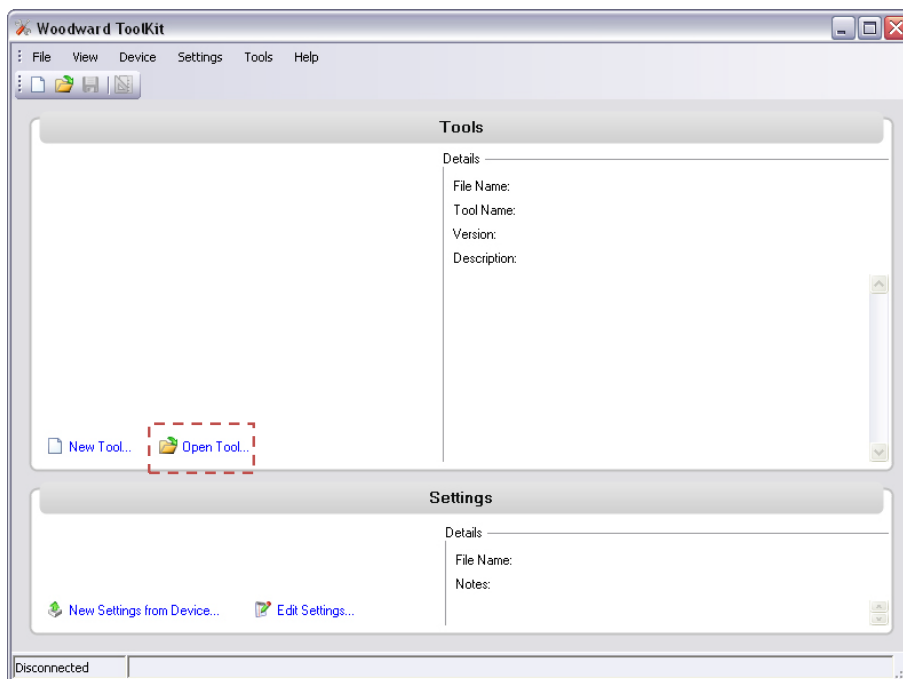 Woodward ToolKit
File View Device Settings Tools Help
Tools
Details
File Name:
Tool Name:
Version:
Description:
New Tool... Open Tool...
Settings
Details
File Name:
Notes:
New Settings from Device... Edit Settings...
Disconnected